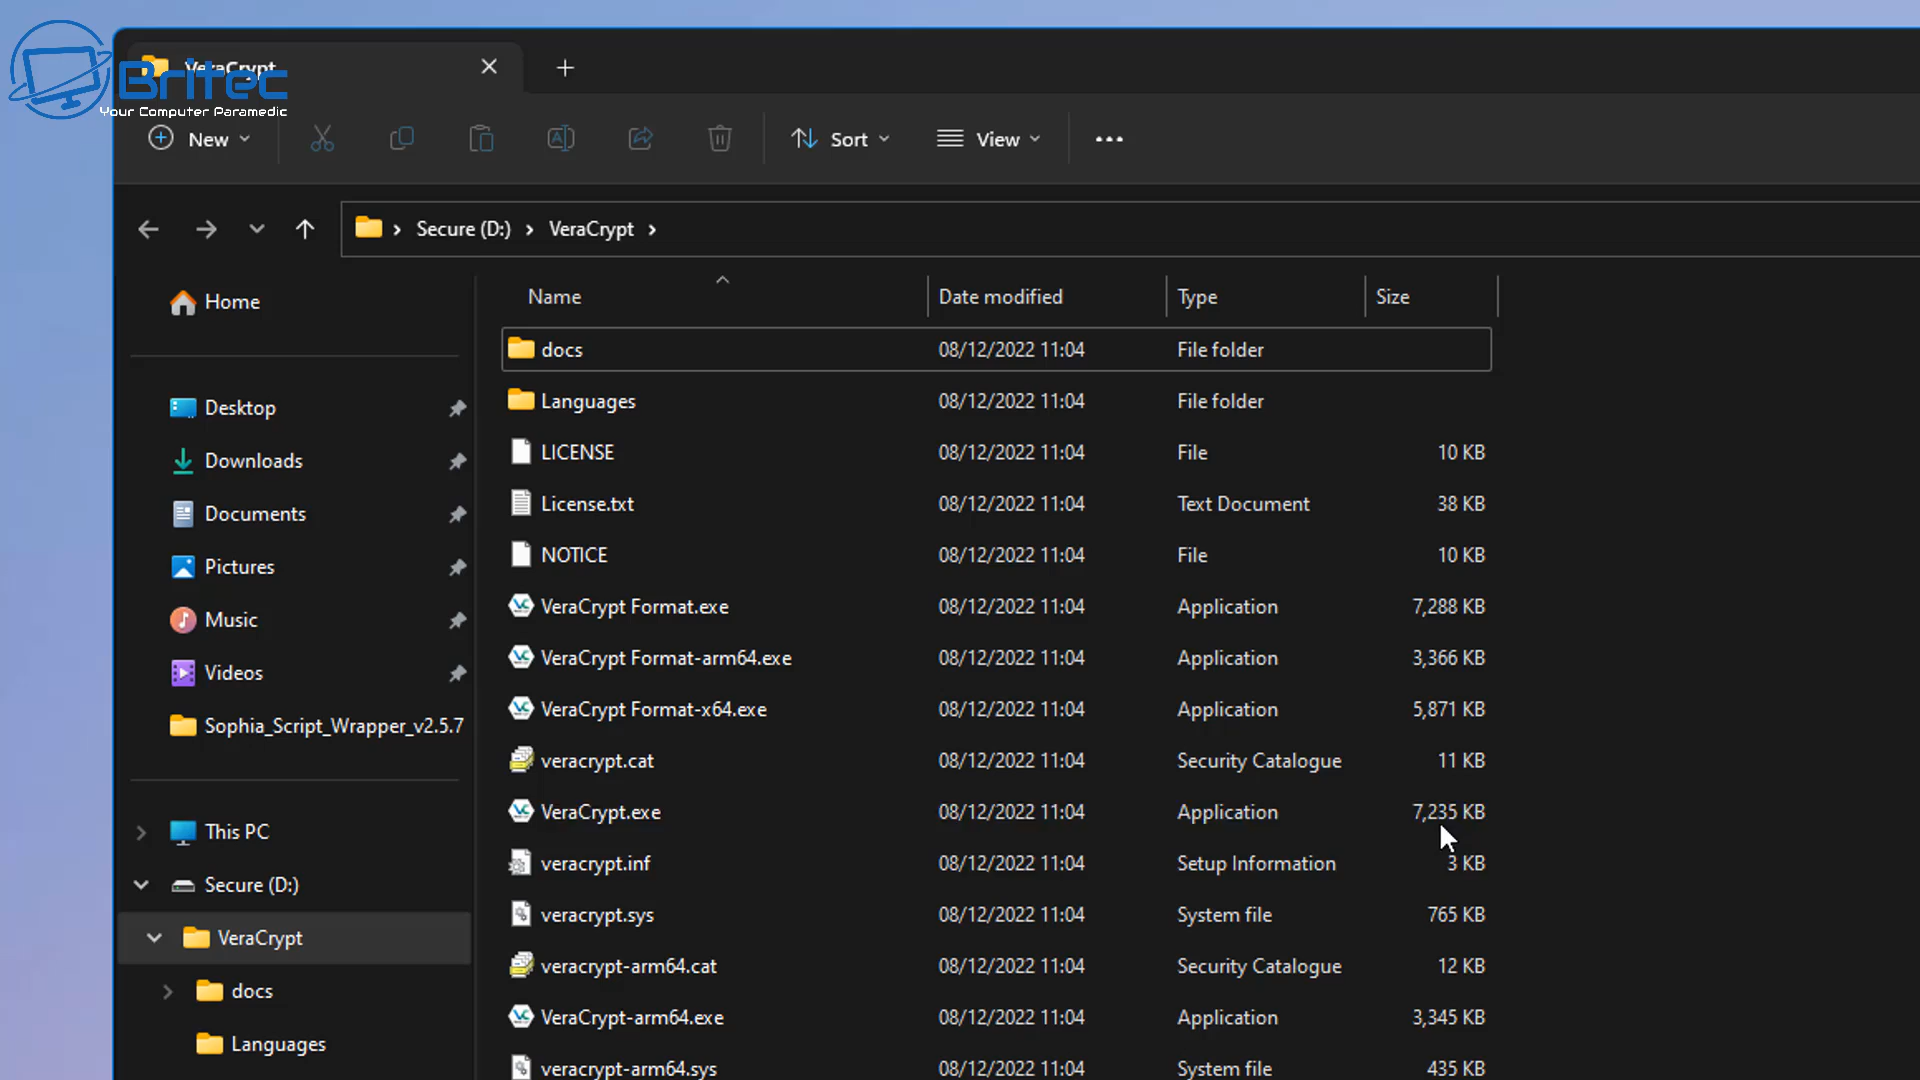 VeraCrypt
Britec
Your Computer Paramedic
New
Sort
View
Secure (D:)
VeraCrypt
Home
Desktop
Downloads
Documents
Pictures
Music
Videos
Sophia_Script_Wrapper_v2.5.7
This PC
Secure (D:)
VeraCrypt
docs
Languages
Name Date modified Type Size
docs 08/12/2022 11:04 File folder
Languages 08/12/2022 11:04 File folder
LICENSE 08/12/2022 11:04 File 10 KB
License.txt 08/12/2022 11:04 Text Document 38 KB
NOTICE 08/12/2022 11:04 File 10 KB
VeraCrypt Format.exe 08/12/2022 11:04 Application 7,288 KB
VeraCrypt Format-arm64.exe 08/12/2022 11:04 Application 3,366 KB
VeraCrypt Format-x64.exe 08/12/2022 11:04 Application 5,871 KB
veracrypt.cat 08/12/2022 11:04 Security Catalogue 11 KB
VeraCrypt.exe 08/12/2022 11:04 Application 7,235 KB
veracrypt.inf 08/12/2022 11:04 Setup Information 3 KB
veracrypt.sys 08/12/2022 11:04 System file 765 KB
veracrypt-arm64.cat 08/12/2022 11:04 Security Catalogue 12 KB
VeraCrypt-arm64.exe 08/12/2022 11:04 Application 3,345 KB
veracrypt-arm64.sys 08/12/2022 11:04 System file 435 KB